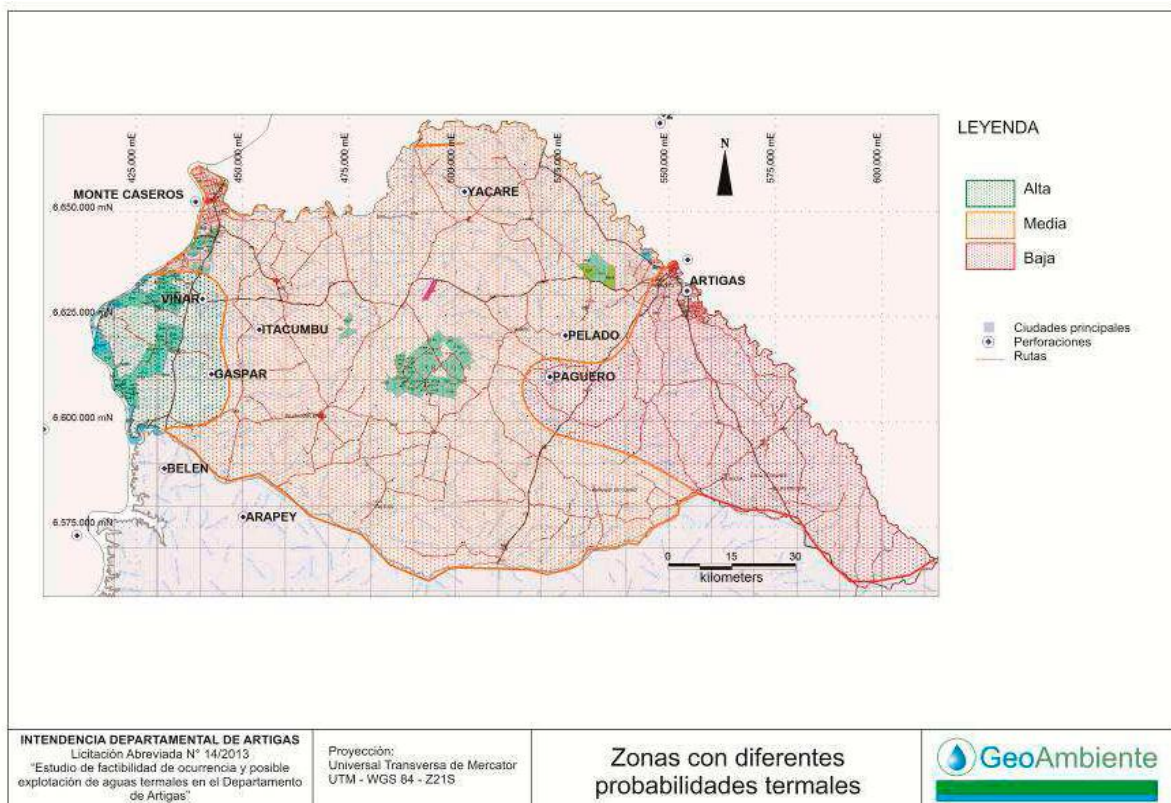 425.000 mE
450.000 mE
475.000 mE
500.000 mE
550.000 mE
575.000 mE
600.000 mE
N
MONTE CASEROS
6.650.000 mN
YACARE
ARTIGAS
6.625.000 mN
VIÑAR
ITACUMBU
PELADO
GASPAR
PAGUERO
6.600.000 mN
BELEN
ARAPEY
6.575.000 mN
0 15 30
kilometers
LEYENDA
Alta
Media
Baja
Ciudades principales
Perforaciones
Rutas
INTENDENCIA DEPARTAMENTAL DE ARTIGAS
Licitación Abreviada N° 14/2013
"Estudio de factibilidad de ocurrencia y posible
explotación de aguas termales en el Departamento
de Artigas"
Proyección:
Universal Transversa de Mercator
UTM - WGS 84 - Z21S
Zonas con diferentes
probabilidades termales
GeoAmbiente